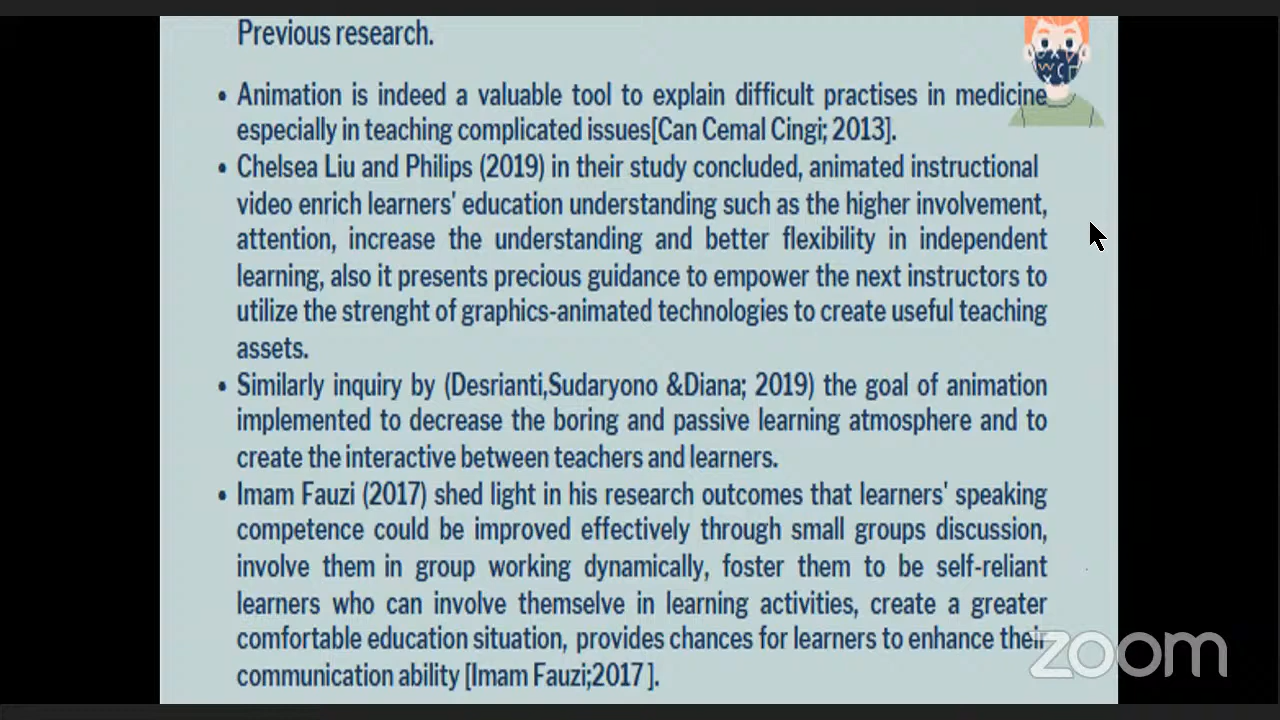 Previous research.
• Animation is indeed a valuable tool to explain difficult practises in medicine
especially in teaching complicated issues[Can Cemal Cingi; 2013].
• Chelsea Liu and Philips (2019) in their study concluded, animated instructional
video enrich learners' education understanding such as the higher involvement,
attention, increase the understanding and better flexibility in independent
learning, also it presents precious guidance to empower the next instructors to
utilize the strenght of graphics-animated technologies to create useful teaching
assets.
• Similarly inquiry by (Desrianti,Sudaryono &Diana; 2019) the goal of animation
implemented to decrease the boring and passive learning atmosphere and to
create the interactive between teachers and learners.
• Imam Fauzi (2017) shed light in his research outcomes that learners' speaking
competence could be improved effectively through small groups discussion,
involve them in group working dynamically, foster them to be self-reliant
learners who can involve themselve in learning activities, create a greater
comfortable education situation, provides chances for learners to enhance their
communication ability [Imam Fauzi;2017 ].
zoom